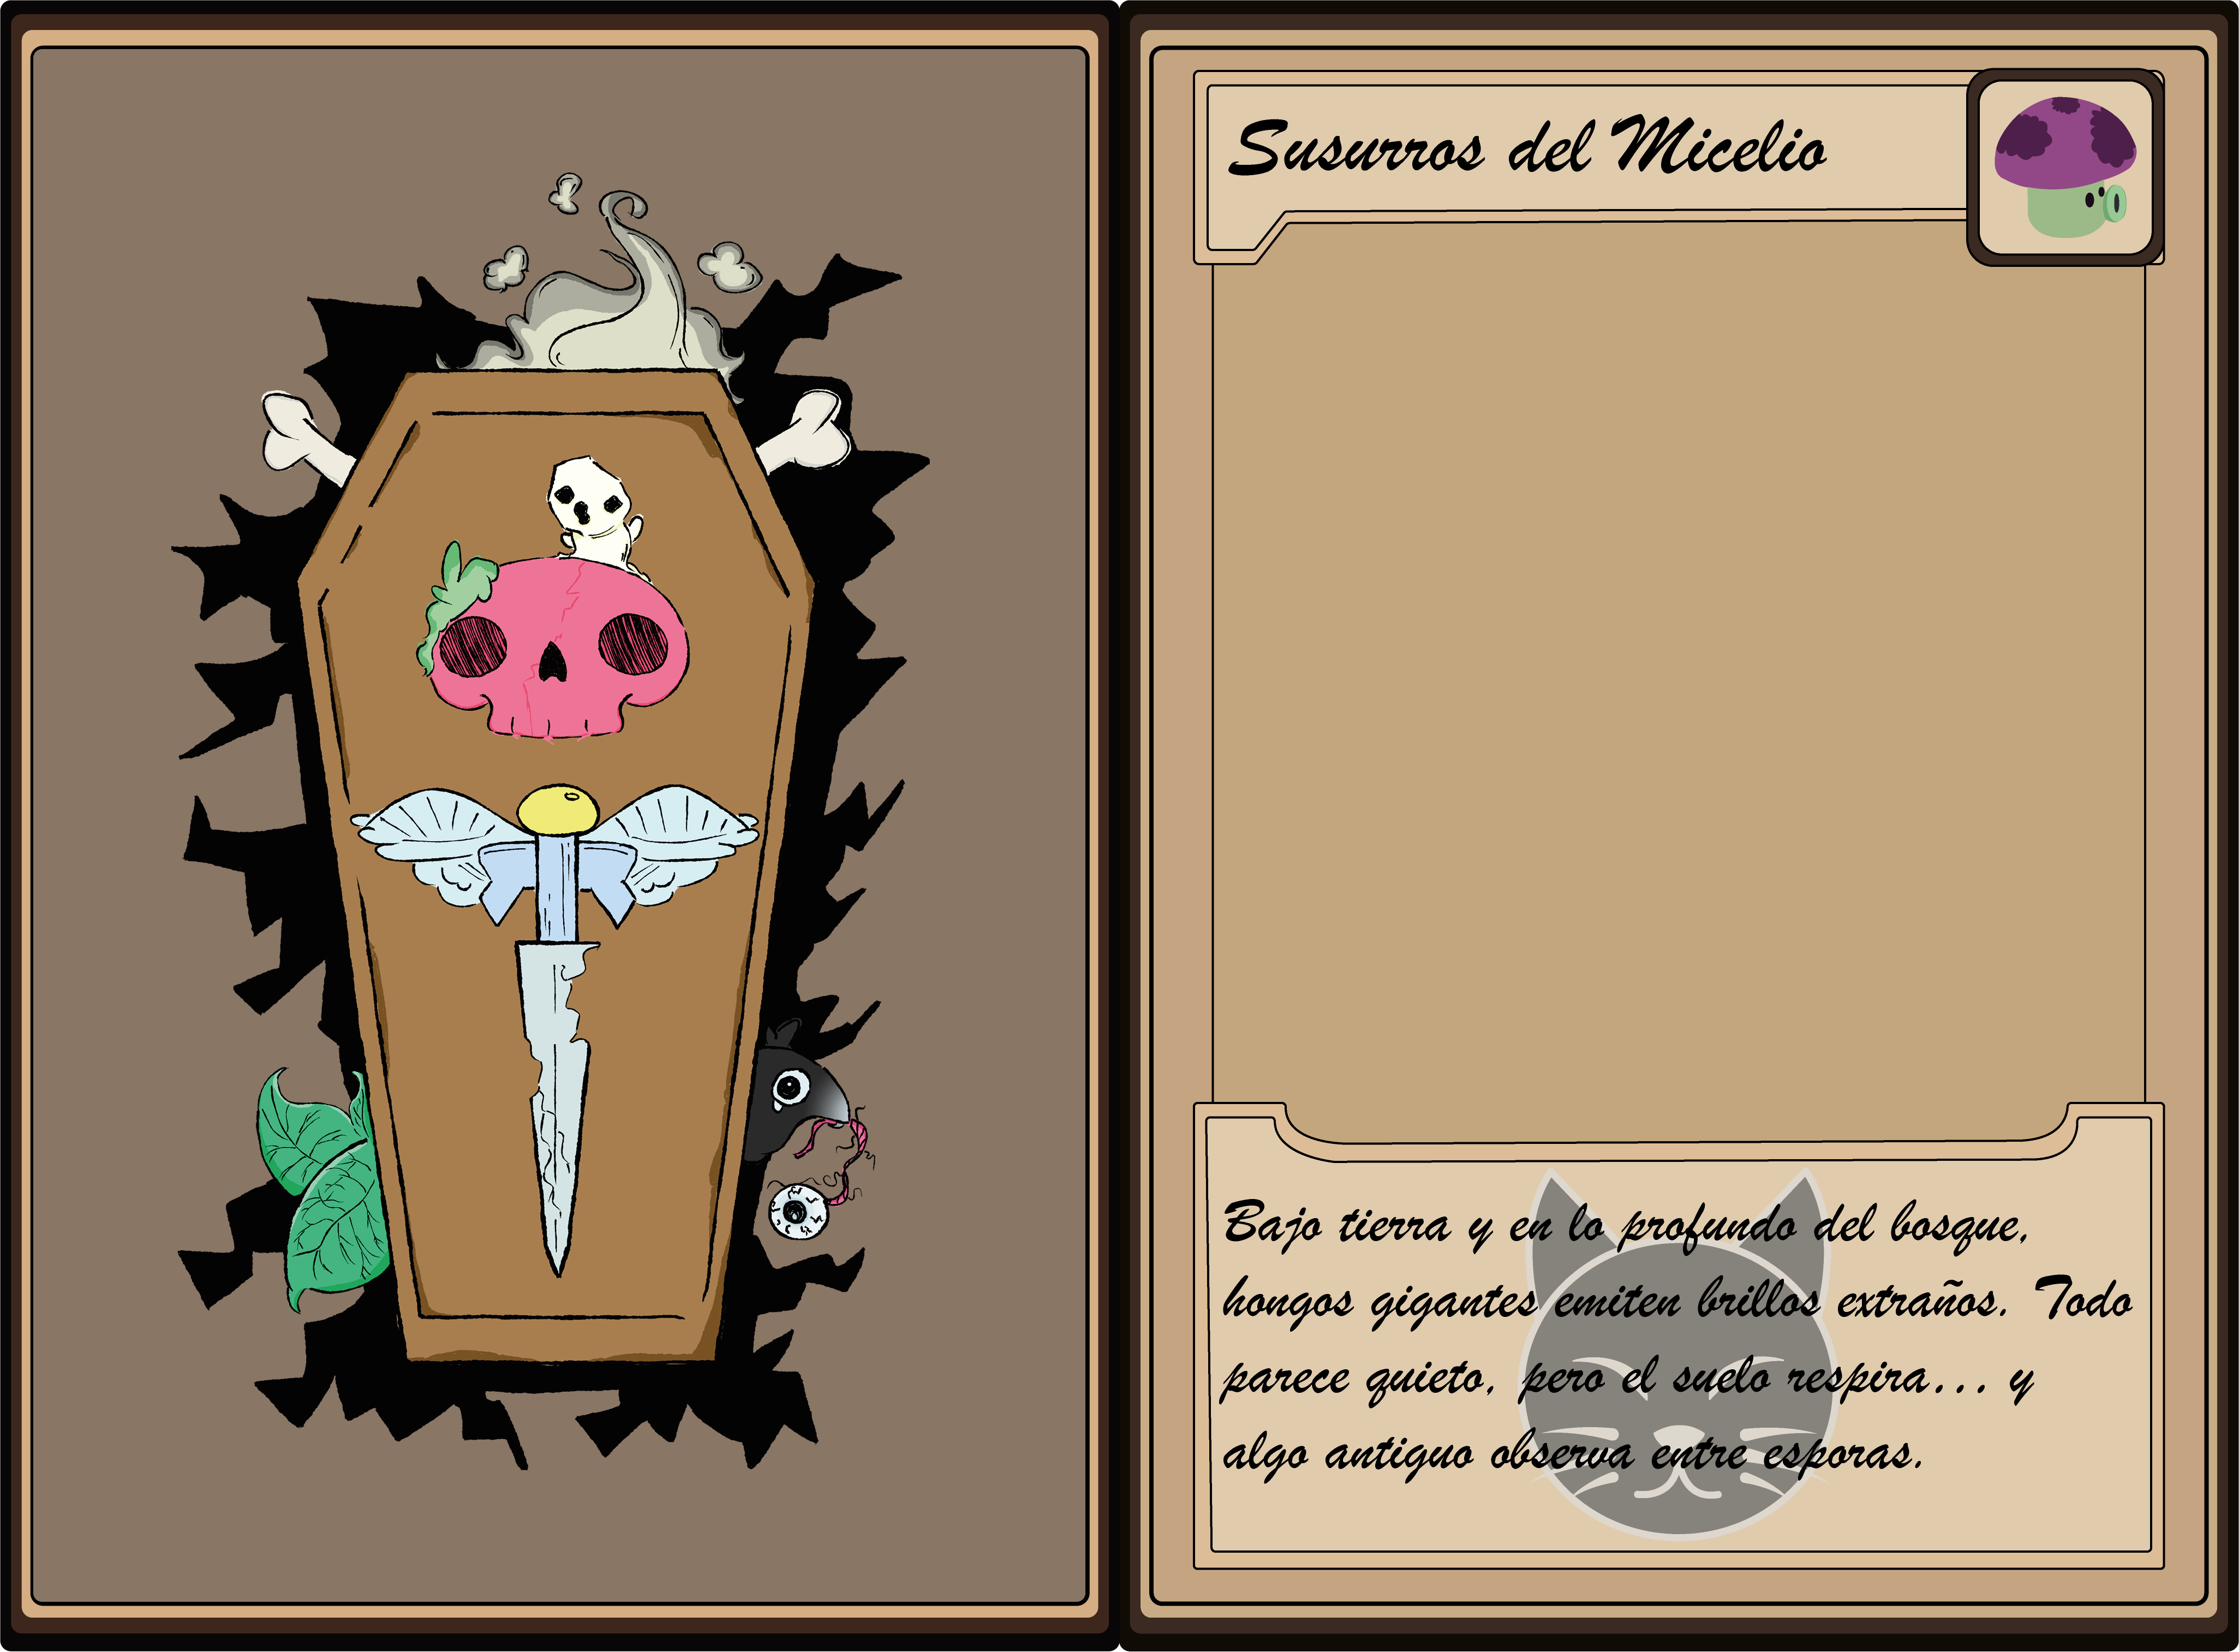 Susurros del Micelio
Bajo tierra y en lo profundo del bosque,
hongos gigantes emiten brillos extraños. Todo
parece quieto, pero el suelo respira... y
algo antiguo observa entre esporas.